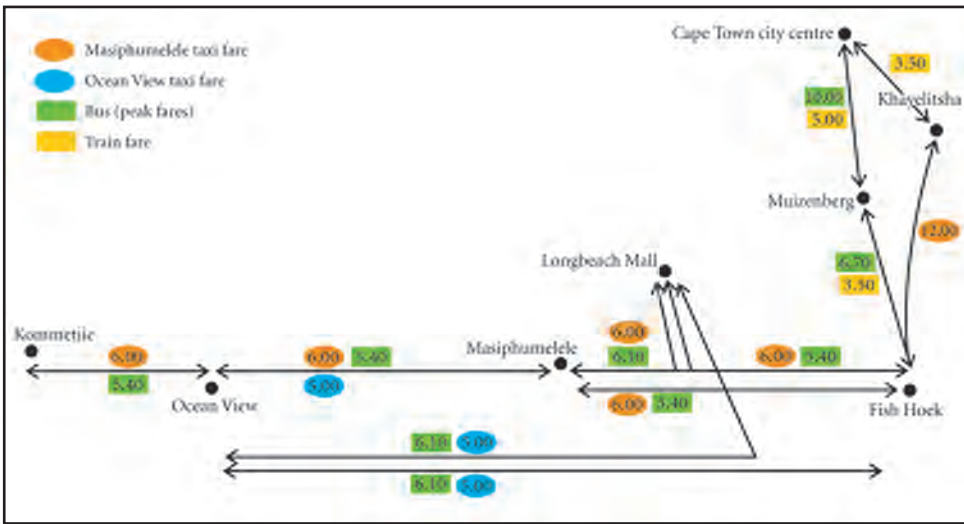 Cape Town city centre
Masiphumelele taxi fare
Ocean View taxi fare
Bus (peak fares)
Train fare
3.50
Khayelitsha
10.00
5.00
Muizenberg
12.00
6.70
3.50
Longbeach Mall
Kommetjie
6.00
5.40
Ocean View
6.00 5.40
5.00
Masiphumelele
6.00
6.10
6.00 5.40
6.00 5.40
Fish Hoek
6.10 5.00
6.10 5.00